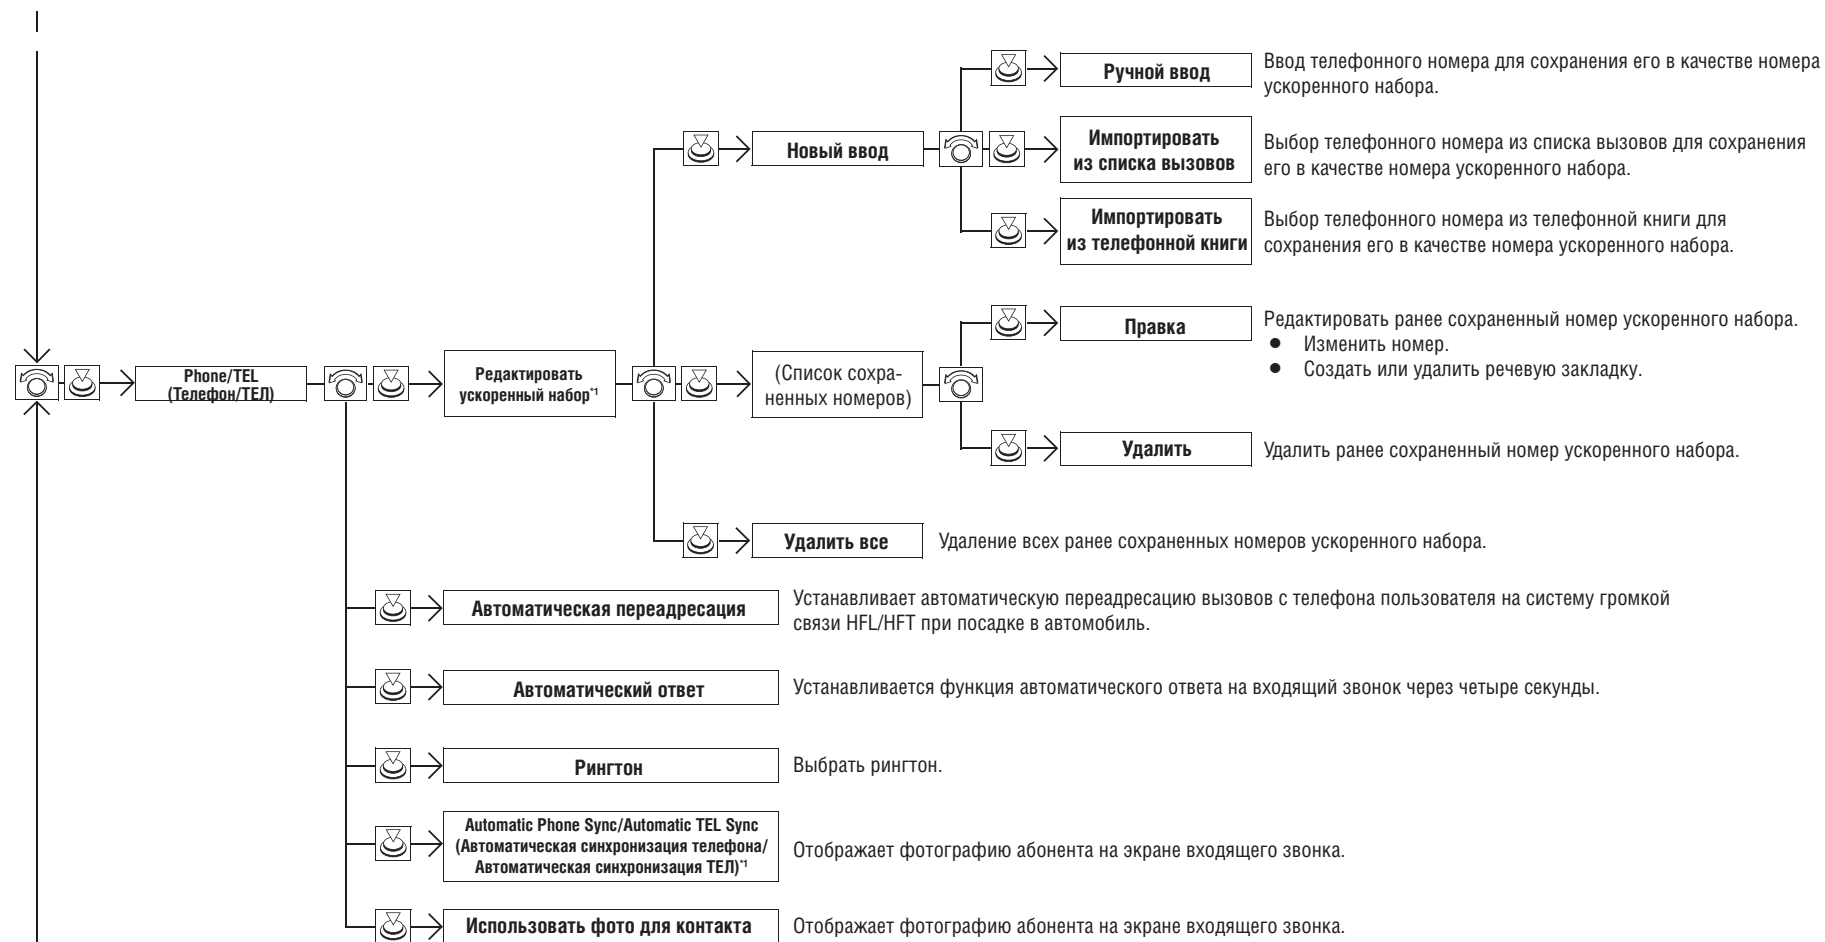 Ручной ввод
Ввод телефонного номера для сохранения его в качестве номера
ускоренного набора.
Новый ввод
Импортировать
из списка вызовов
Выбор телефонного номера из списка вызовов для сохранения
его в качестве номера ускоренного набора.
Импортировать
из телефонной книги
Выбор телефонного номера из телефонной книги для
сохранения его в качестве номера ускоренного набора.
Phone/TEL
(Телефон/ТЕЛ)
Редактировать
ускоренный набор*1
(Список сохра-
ненных номеров)
Правка
Редактировать ранее сохраненный номер ускоренного набора.
● Изменить номер.
● Создать или удалить речевую закладку.
Удалить
Удалить ранее сохраненный номер ускоренного набора.
Удалить все
Удаление всех ранее сохраненных номеров ускоренного набора.
Автоматическая переадресация
Устанавливает автоматическую переадресацию вызовов с телефона пользователя на систему громкой
связи HFL/HFT при посадке в автомобиль.
Автоматический ответ
Устанавливается функция автоматического ответа на входящий звонок через четыре секунды.
Рингтон
Выбрать рингтон.
Automatic Phone Sync/Automatic TEL Sync
(Автоматическая синхронизация телефона/
Автоматическая синхронизация ТЕЛ)*1
Отображает фотографию абонента на экране входящего звонка.
Использовать фото для контакта
Отображает фотографию абонента на экране входящего звонка.